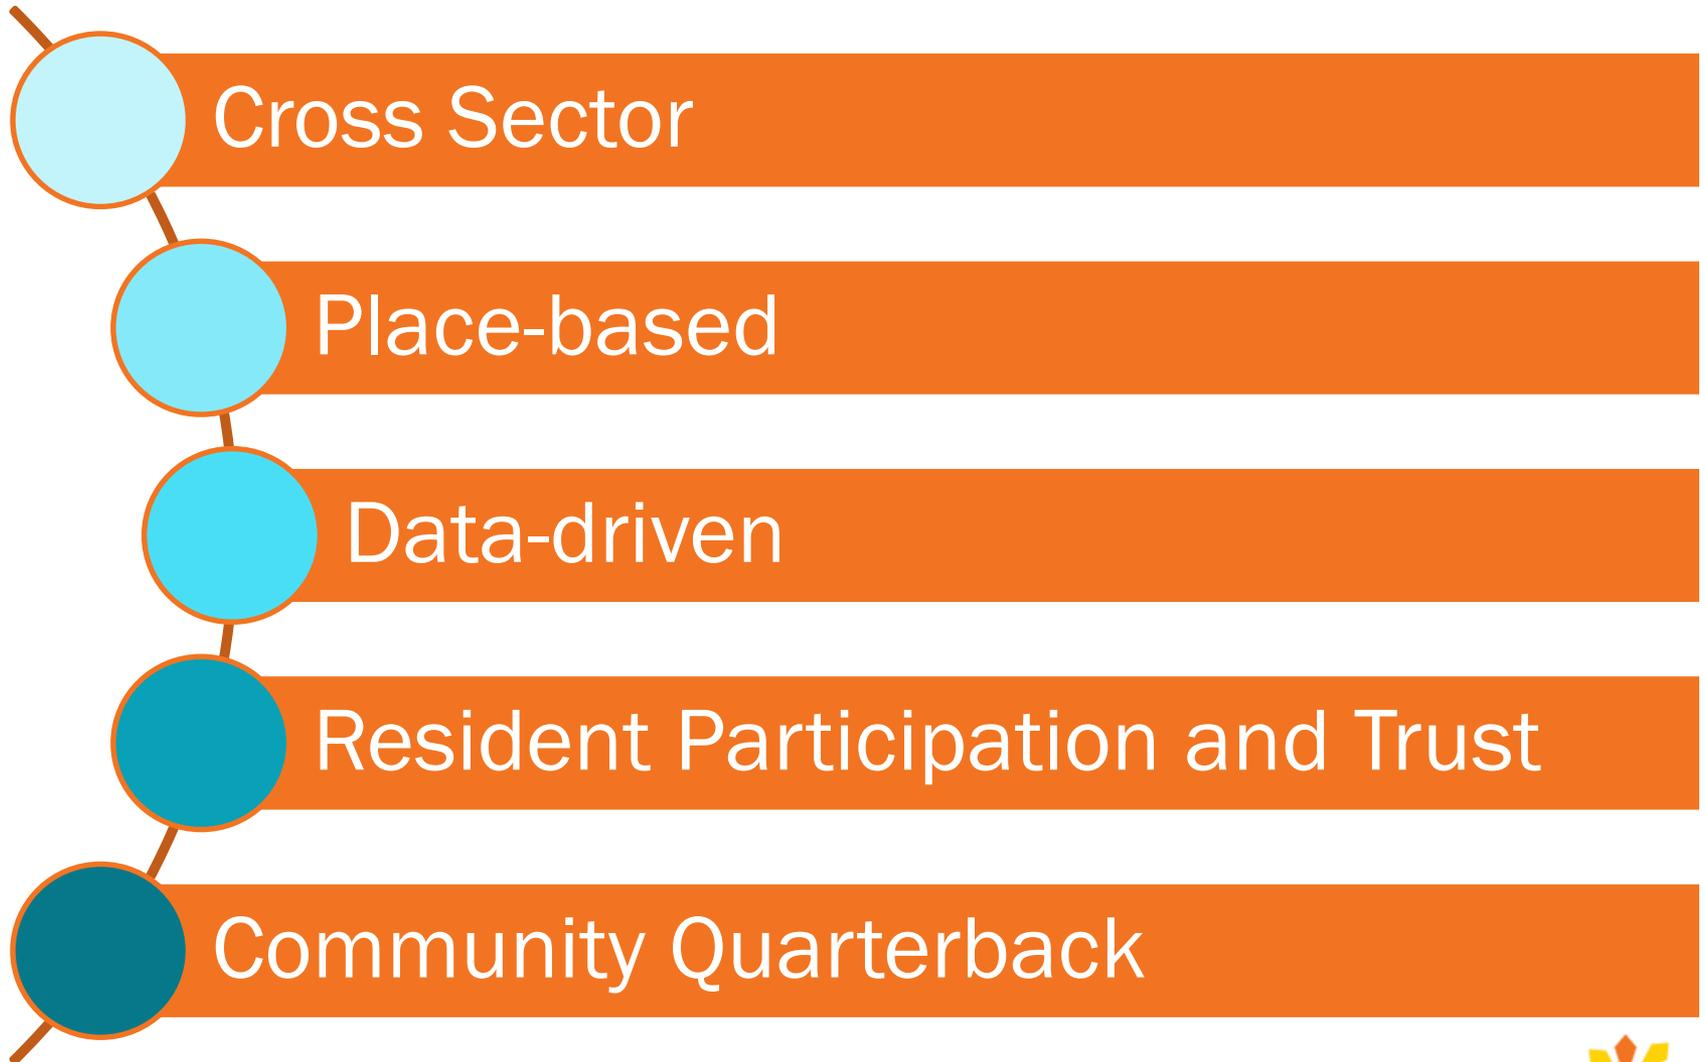 Cross Sector
Place-based
Data-driven
Resident Participation and Trust
Community Quarterback